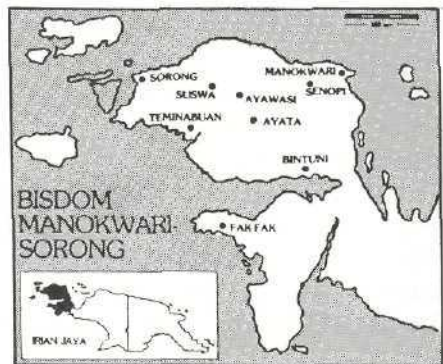 SORONG
MANOKWARI
SUSWA
SENOPI
AYAWASI
TEMINABUAN
AYATA
BINTUNI
BISDOM
MANOKWARI-
SORONG
FAK FAK
IRIAN JAYA